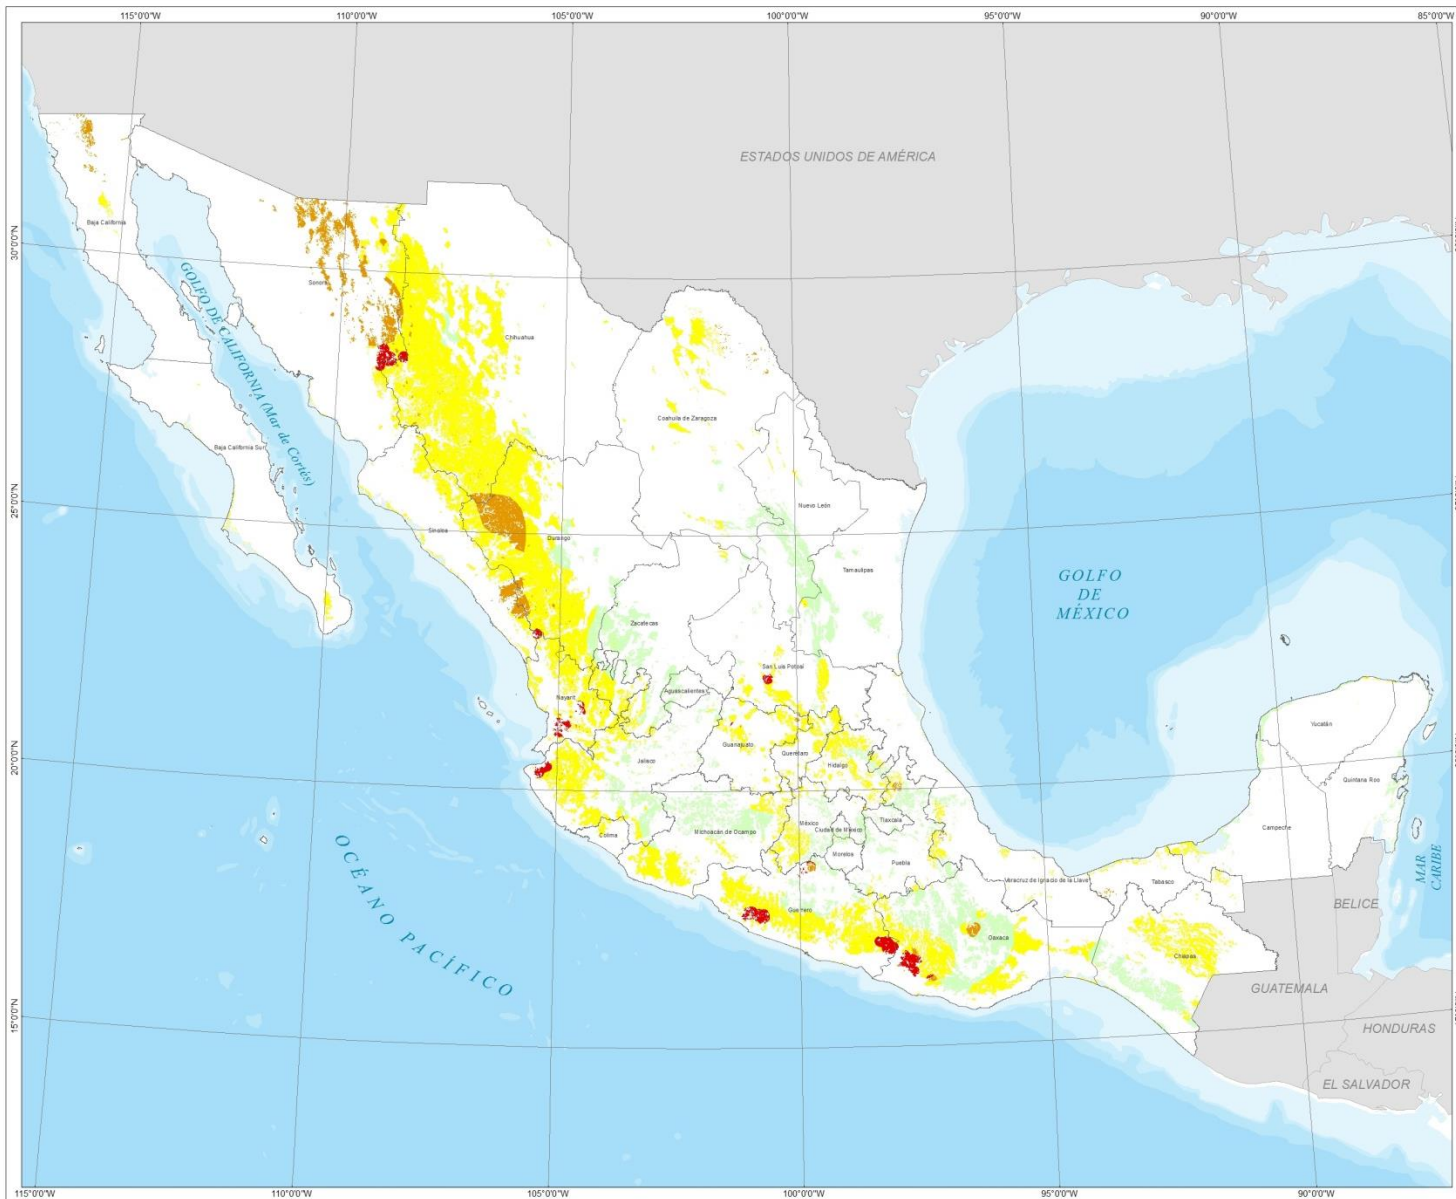 115°0'0"W
110°0'0"W
105°0'0"W
100°0'0"W
95°0'0"W
90°0'0"W
85°0'0"W
ESTADOS UNIDOS DE AMÉRICA
30°0'0"N
Baja California
GOLFO DE CALIFORNIA (Mar de Cortés)
Sonora
Chihuahua
Coahuila de Zaragoza
Baja California Sur
25°0'0"N
Nuevo León
Sinaloa
Durango
Tamaulipas
GOLFO
DE
MÉXICO
Zacatecas
San Luis Potosí
Aguascalientes
Nayarit
Yucatán
20°0'0"N
Guanajuato
Querétaro
Jalisco
Hidalgo
Quintana Roo
México
Tlaxcala
Ciudad de México
Colima
Michoacán de Ocampo
Campeche
Morelos
Puebla
MAR
CARIBE
Veracruz de Ignacio de la Llave
Tabasco
BELICE
Guerrero
Oaxaca
Chiapas
OCÉANO PACÍFICO
GUATEMALA
15°0'0"N
HONDURAS
EL SALVADOR
115°0'0"W
110°0'0"W
105°0'0"W
100°0'0"W
95°0'0"W
90°0'0"W